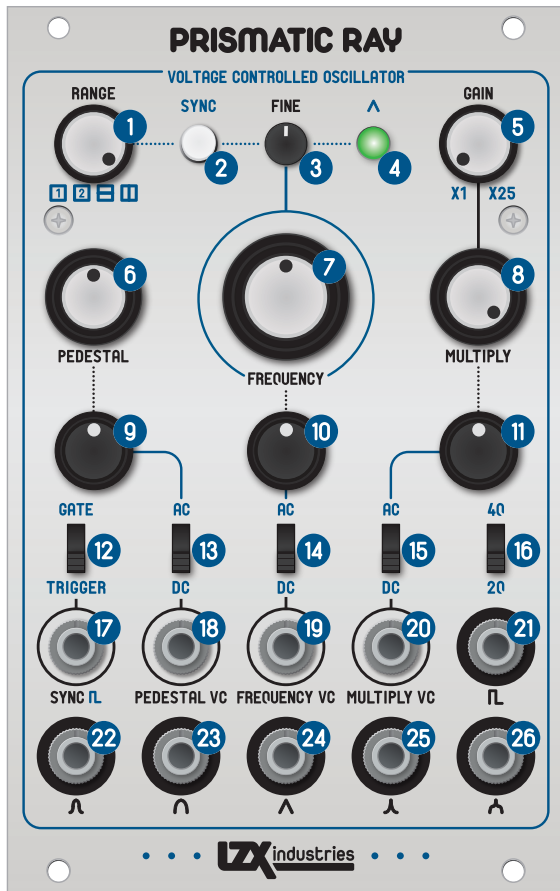 PRISMATIC RAY
VOLTAGE CONTROLLED OSCILLATOR
RANGE
SYNC
FINE
GAIN
1
2
3
4
5
1 2
X1 X25
6
7
8
PEDESTAL
FREQUENCY
MULTIPLY
9
10
11
GATE AC AC AC 40
12 13 14 15 16
TRIGGER DC DC DC 20
17 18 19 20 21
SYNC PEDESTAL VC FREQUENCY VC MULTIPLY VC
22 23 24 25 26
LZX industries